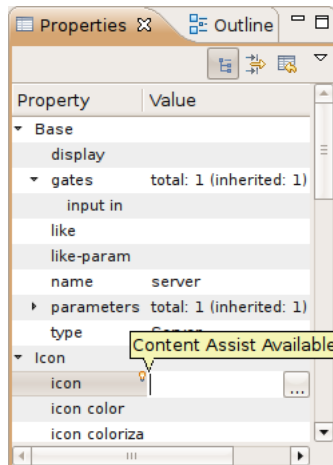 Properties Outline
Property Value
Base
display
gates total: 1 (inherited: 1)
input in
like
like-param
name server
parameters total: 1 (inherited: 1)
type
Content Assist Available
Icon
icon ...
icon color
icon coloriza